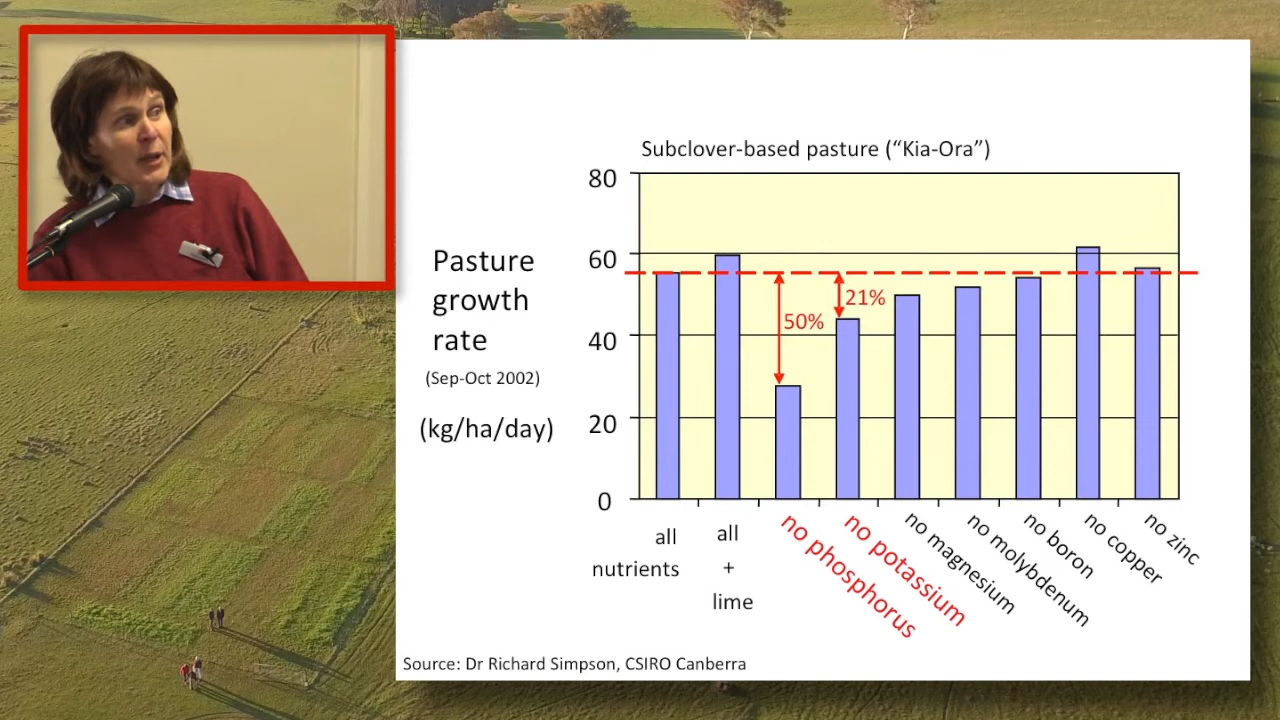 Subclover-based pasture (“Kia-Ora”)
80
60
40
20
0
Pasture
growth
rate
(Sep-Oct 2002)
(kg/ha/day)
50%
21%
all
nutrients
all
+
lime
no phosphorus
no potassium
no magnesium
no molybdenum
no boron
no copper
no zinc
Source: Dr Richard Simpson, CSIRO Canberra